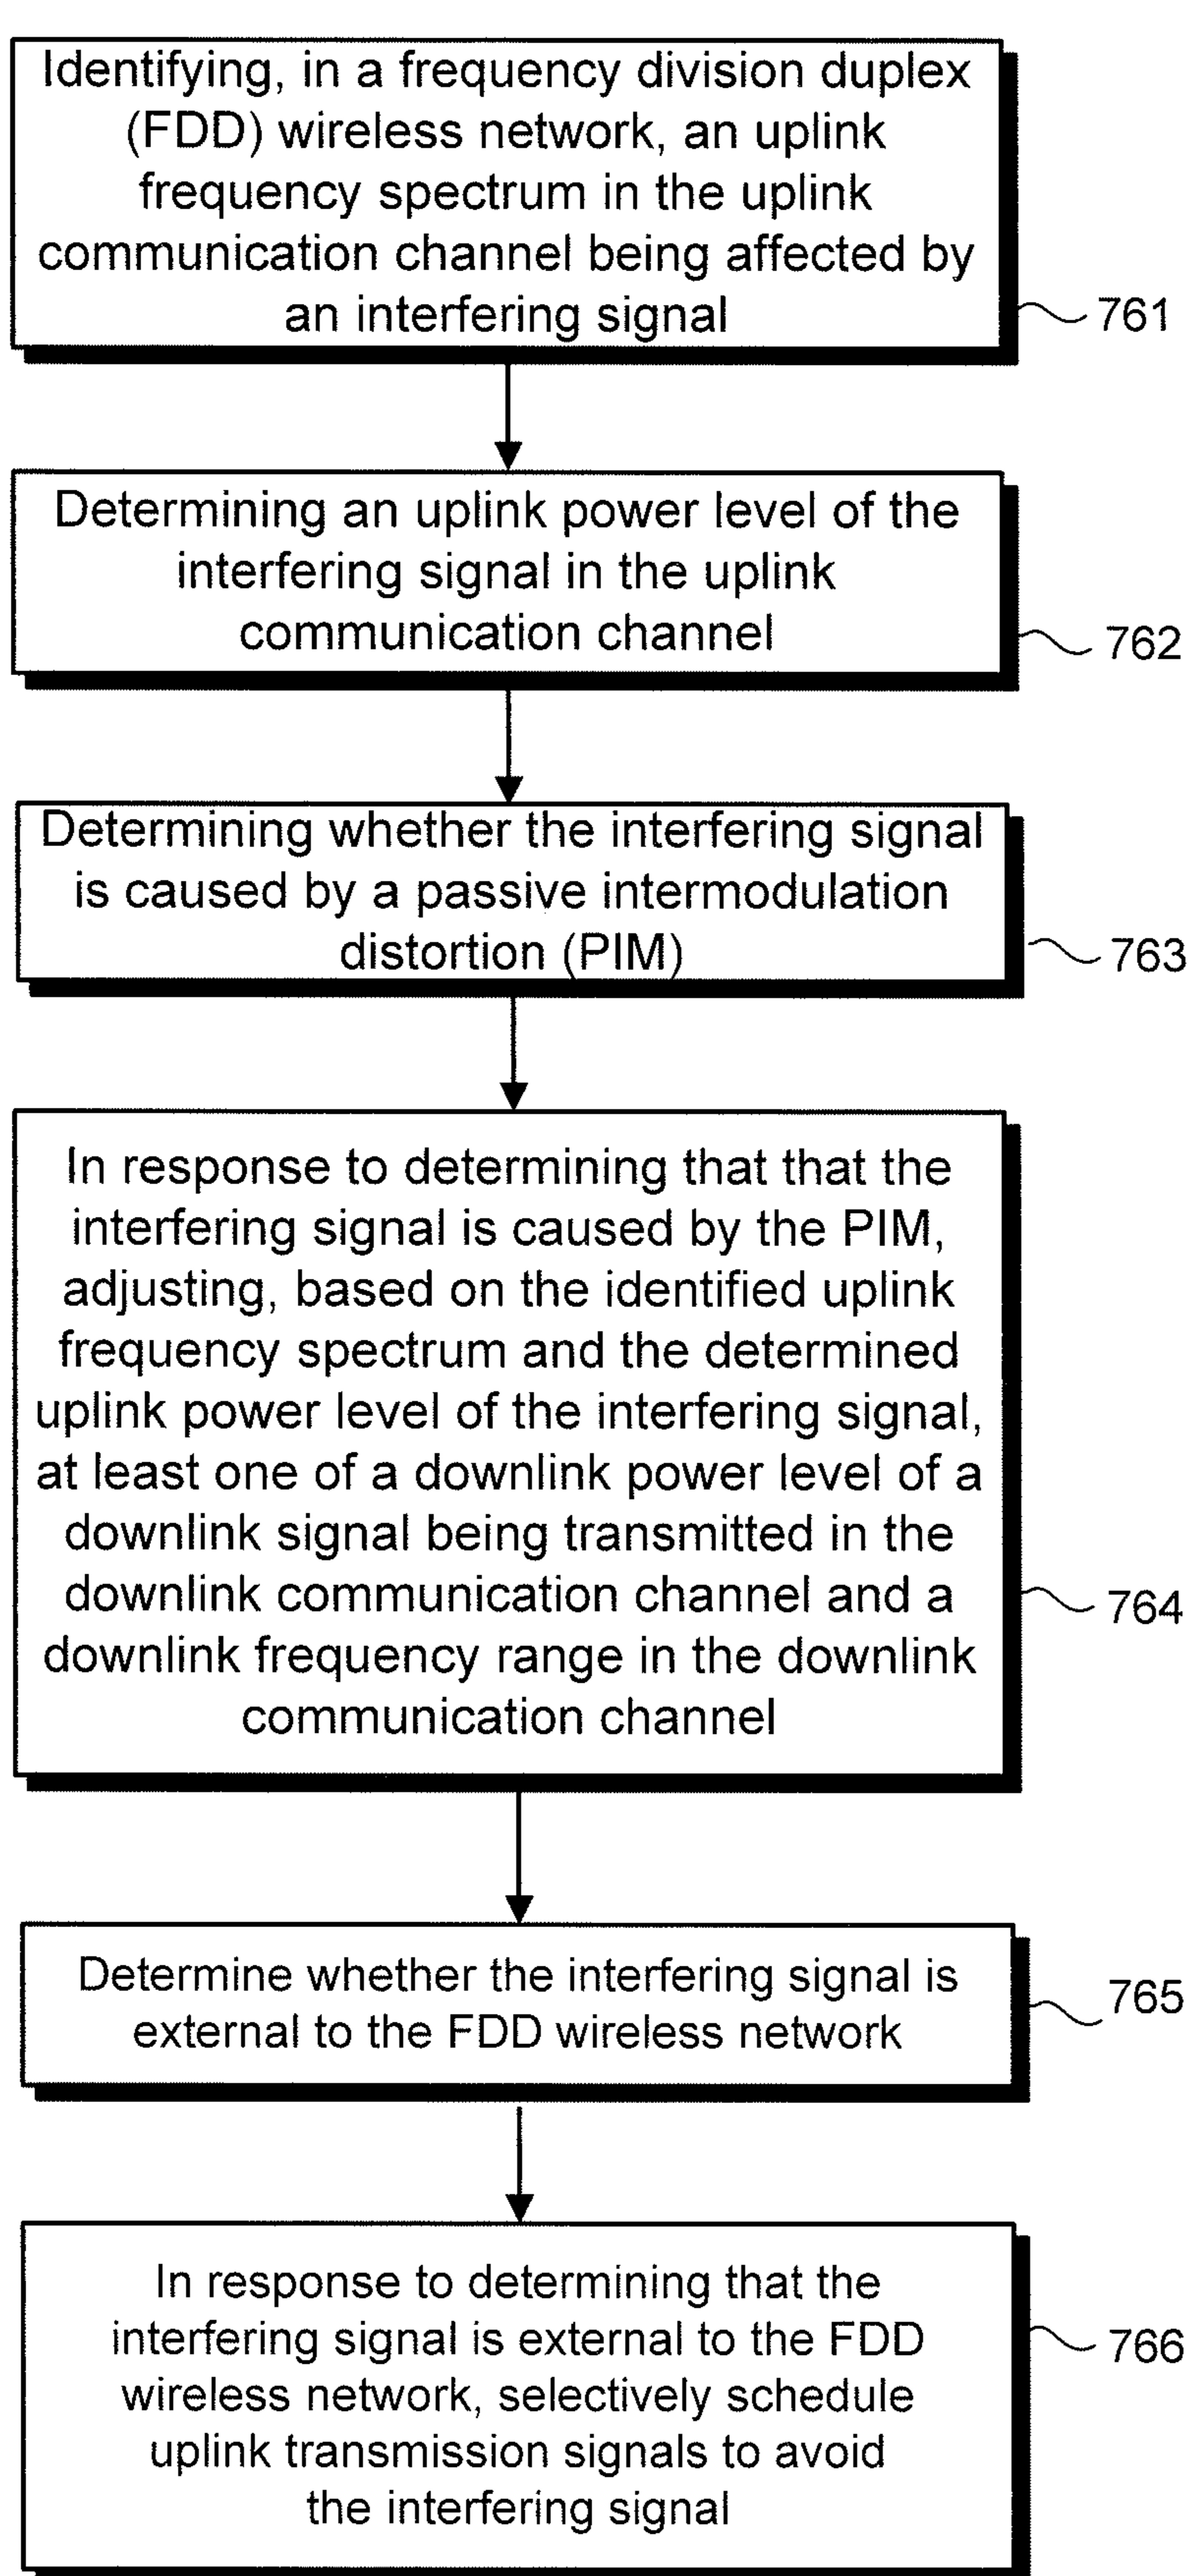 Identifying, in a frequency division duplex
(FDD) wireless network, an uplink
frequency spectrum in the uplink
communication channel being affected by
an interfering signal
761
Determining an uplink power level of the
interfering signal in the uplink
communication channel
762
Determining whether the interfering signal
is caused by a passive intermodulation
distortion (PIM)
763
In response to determining that that the
interfering signal is caused by the PIM,
adjusting, based on the identified uplink
frequency spectrum and the determined
uplink power level of the interfering signal,
at least one of a downlink power level of a
downlink signal being transmitted in the
downlink communication channel and a
downlink frequency range in the downlink
communication channel
764
Determine whether the interfering signal is
external to the FDD wireless network
765
In response to determining that the
interfering signal is external to the FDD
wireless network, selectively schedule
uplink transmission signals to avoid
the interfering signal
766